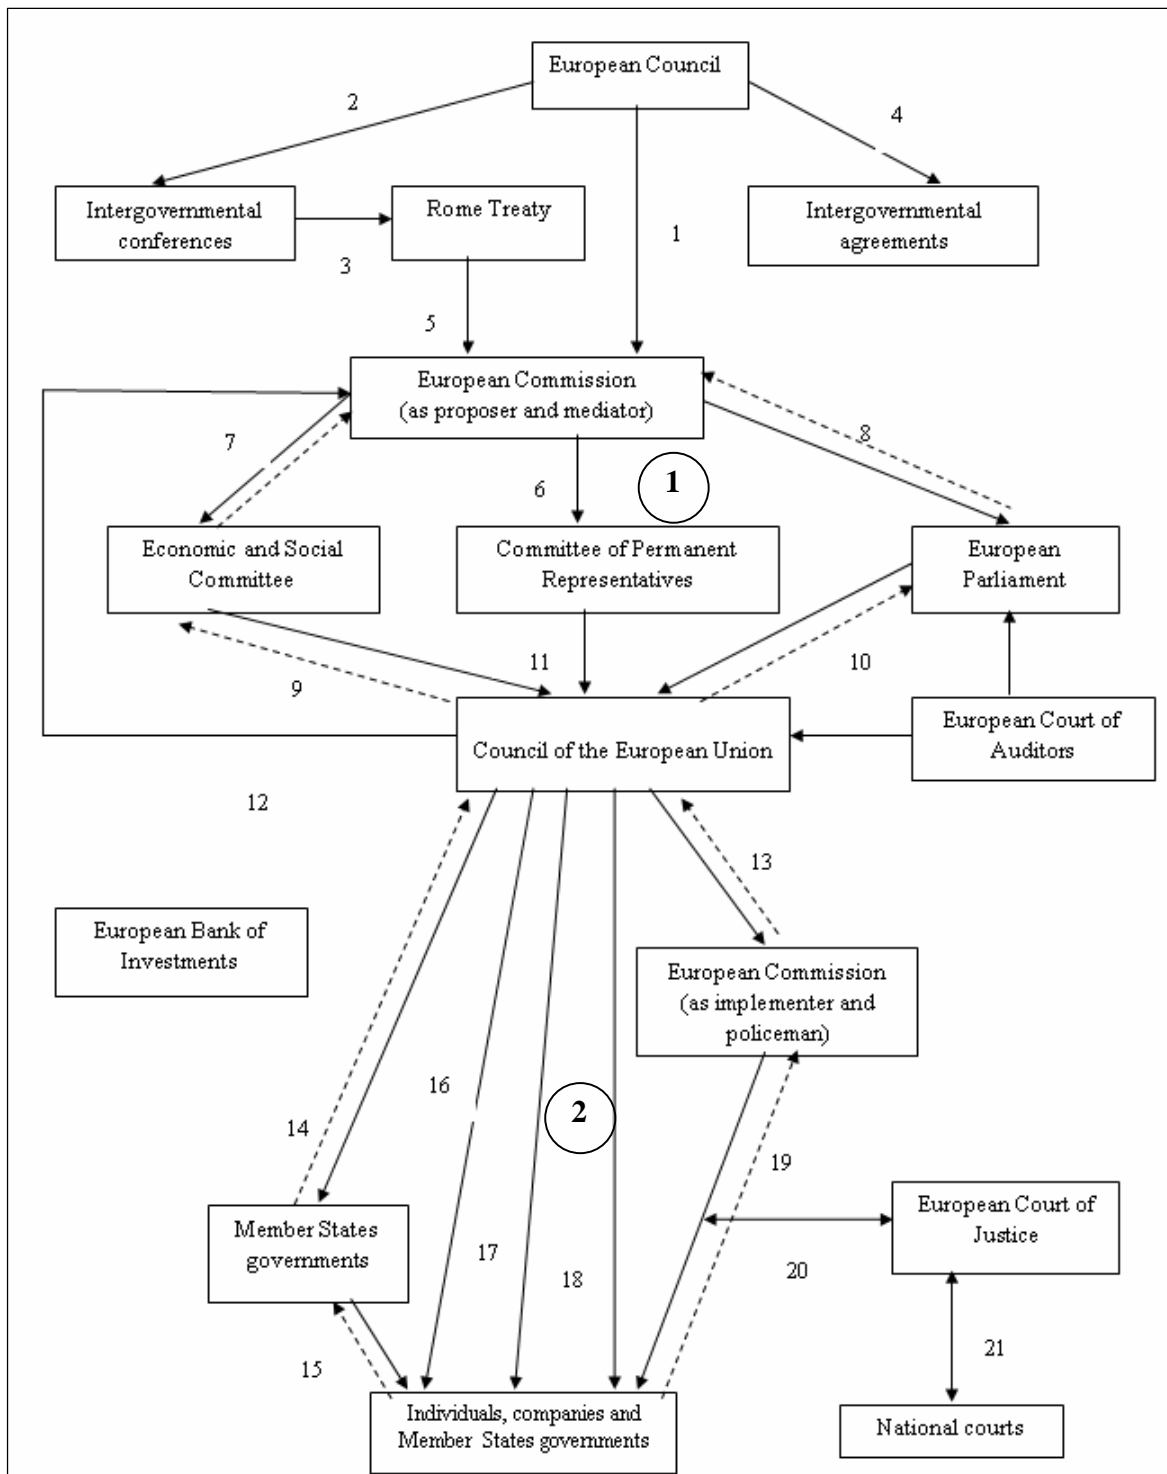 European Council
2
4
Intergovernmental
conferences
Rome Treaty
Intergovernmental
agreements
1
3
5
European Commission
(as proposer and mediator)
7
8
6
1
Economic and Social
Committee
Committee of Permanent
Representatives
European
Parliament
9
11
10
Council of the European Union
European Court of
Auditors
12
13
European Bank of
Investments
European Commission
(as implementer and
policeman)
16
2
14
19
Member States
governments
17
18
European Court of
Justice
20
15
21
Individuals, companies and
Member States governments
National courts